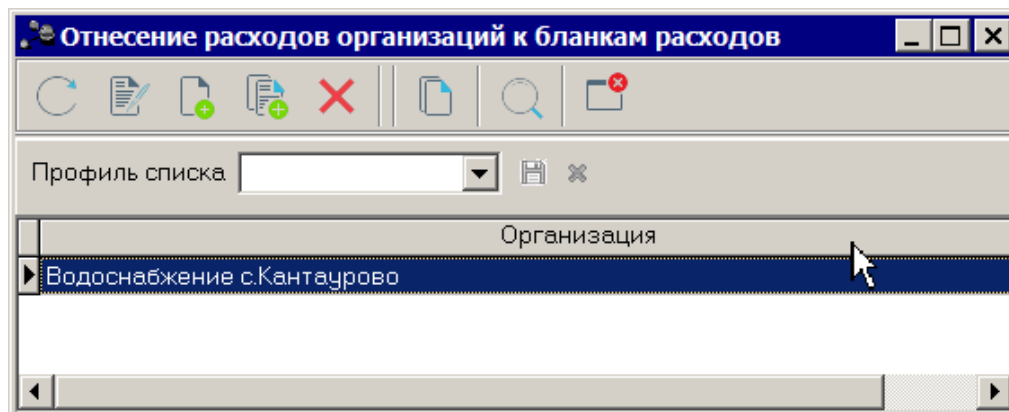 Отнесение расходов организаций к бланкам расходов
Профиль списка
Организация
Водоснабжение с.Кантаурово